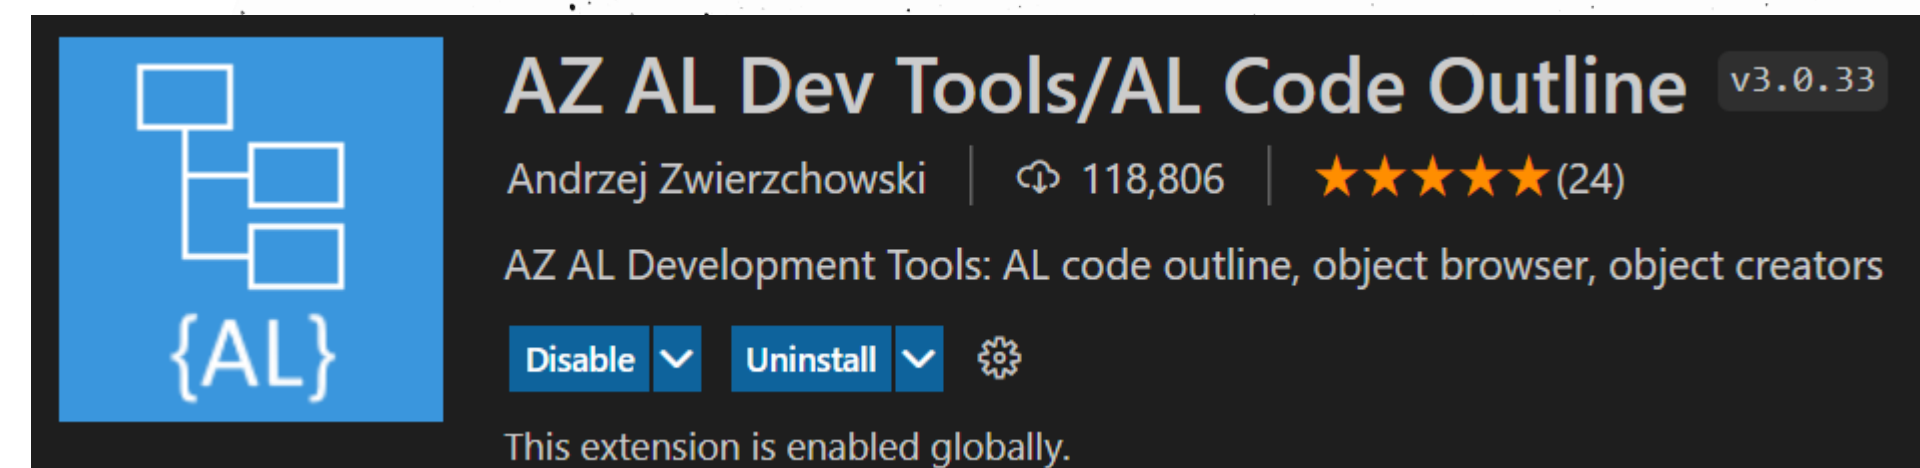 AZ AL Dev Tools/AL Code Outline v3.0.33
Andrzej Zwierzchowski 118,806 (24)
AZ AL Development Tools: AL code outline, object browser, object creators
{AL}
Disable Uninstall
This extension is enabled globally.